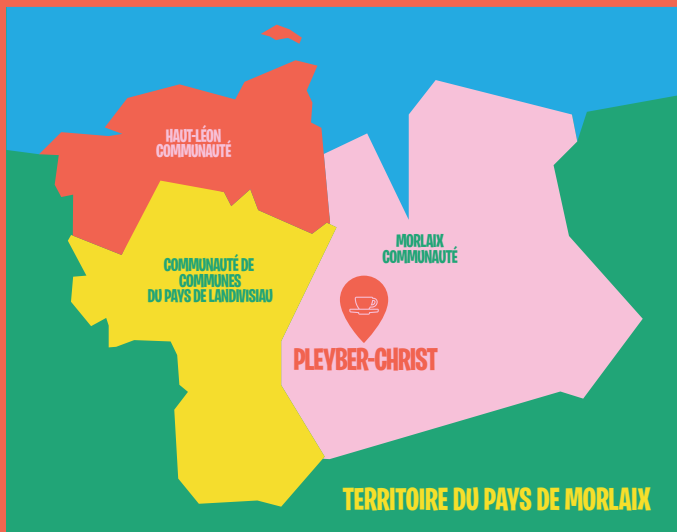 HAUT-LÉON
COMMUNAUTÉ
MORLAIX
COMMUNAUTÉ
COMMUNAUTÉ DE
COMMUNES
DU PAYS DE LANDIVISIAU
PLEYBER-CHRIST
TERRITOIRE DU PAYS DE MORLAIX